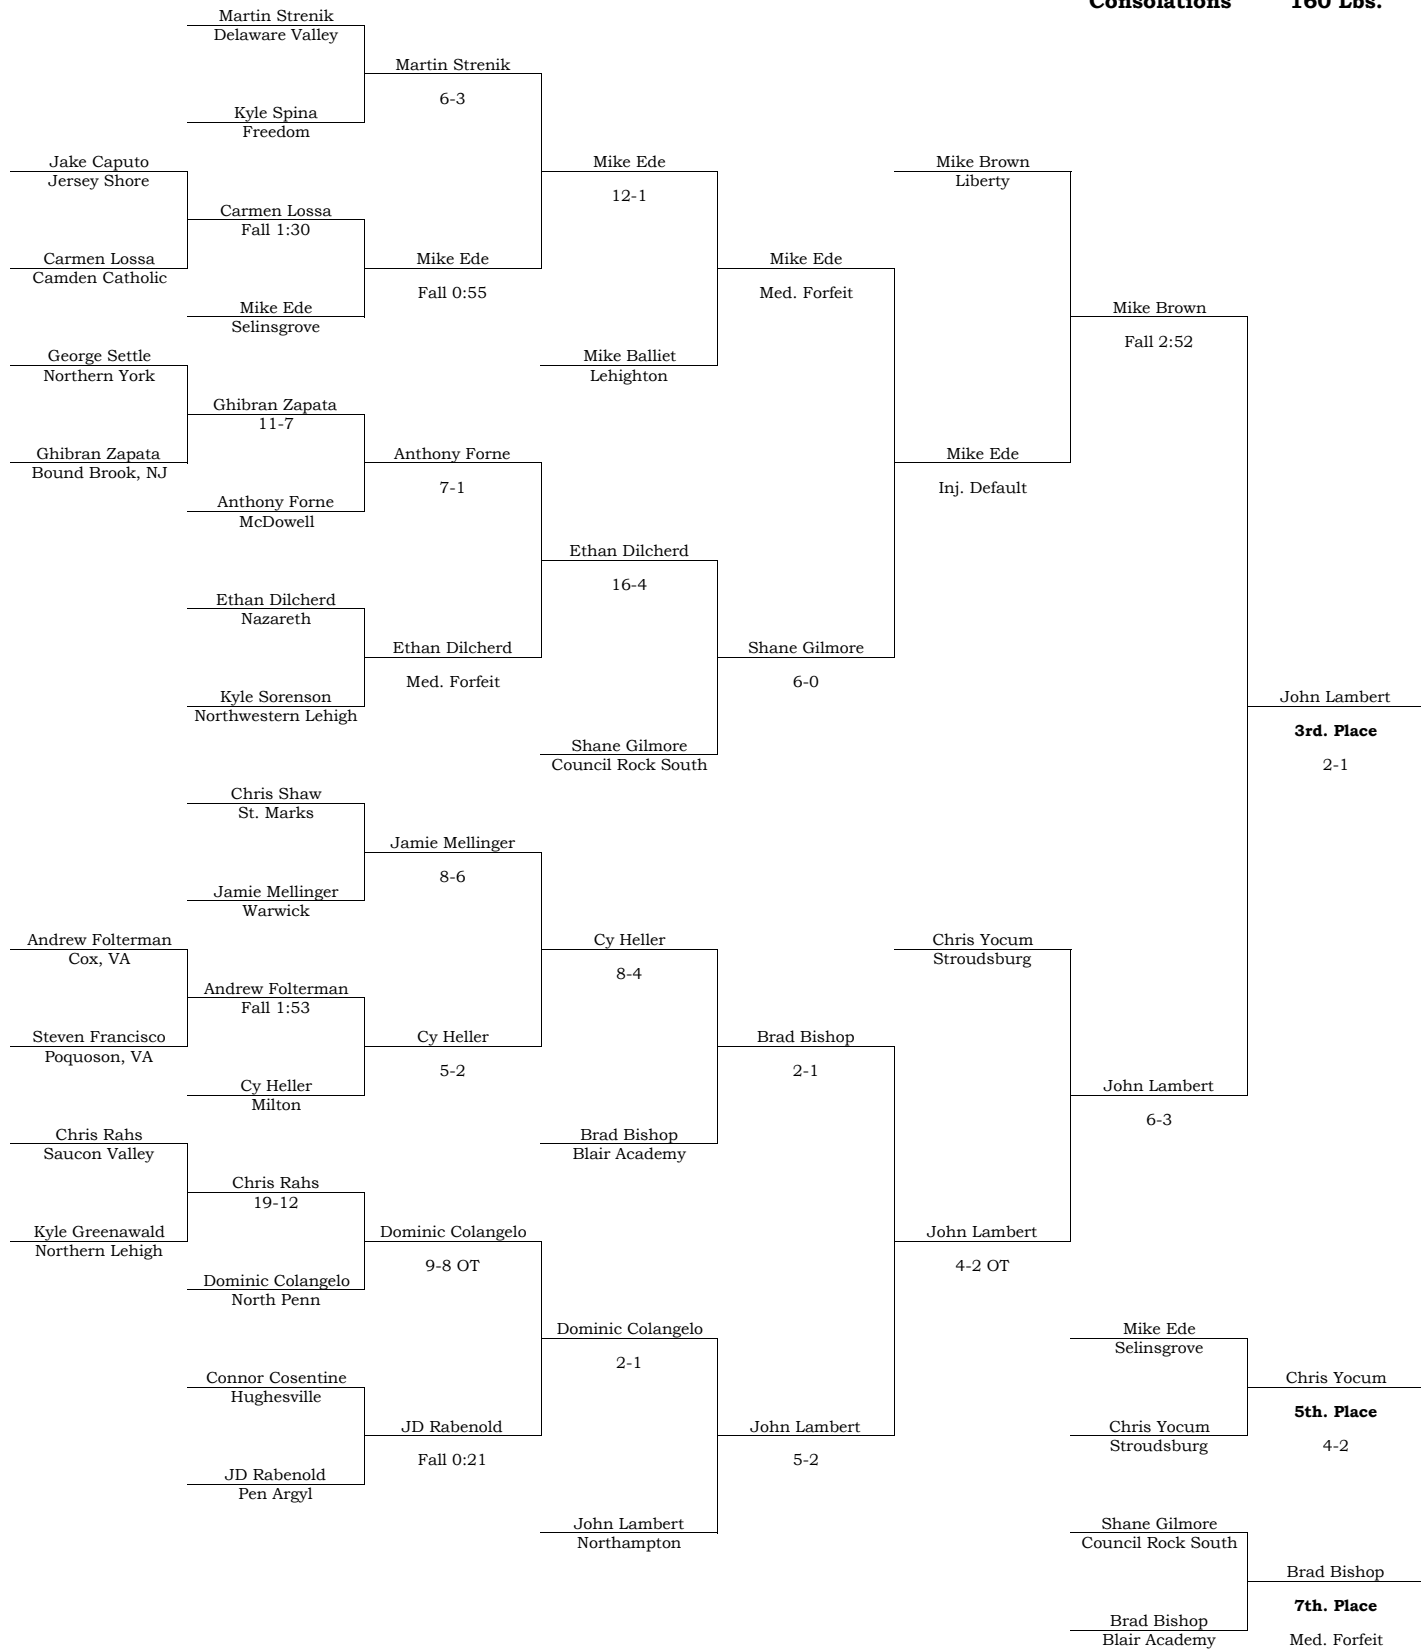 Consolations 160 Lbs.
Martin Strenik
Delaware Valley
Martin Strenik
6-3
Kyle Spina
Freedom
Jake Caputo
Jersey Shore
Mike Ede
12-1
Mike Brown
Liberty
Carmen Lossa
Fall 1:30
Carmen Lossa
Camden Catholic
Mike Ede
Fall 0:55
Mike Ede
Med. Forfeit
Mike Ede
Selinsgrove
Mike Brown
Fall 2:52
George Settle
Northern York
Mike Balliet
Lehighton
Ghibran Zapata
11-7
Ghibran Zapata
Bound Brook, NJ
Anthony Forne
7-1
Mike Ede
Inj. Default
Anthony Forne
McDowell
Ethan Dilcherd
16-4
Ethan Dilcherd
Nazareth
Ethan Dilcherd
Med. Forfeit
Shane Gilmore
6-0
Kyle Sorenson
Northwestern Lehigh
John Lambert
3rd. Place
2-1
Shane Gilmore
Council Rock South
Chris Shaw
St. Marks
Jamie Mellinger
8-6
Jamie Mellinger
Warwick
Andrew Folterman
Cox, VA
Cy Heller
8-4
Chris Yocum
Stroudsburg
Andrew Folterman
Fall 1:53
Steven Francisco
Poquoson, VA
Cy Heller
5-2
Brad Bishop
2-1
Cy Heller
Milton
John Lambert
6-3
Chris Rahs
Saucon Valley
Brad Bishop
Blair Academy
Chris Rahs
19-12
Kyle Greenawald
Northern Lehigh
Dominic Colangelo
9-8 OT
John Lambert
4-2 OT
Dominic Colangelo
North Penn
Dominic Colangelo
2-1
Mike Ede
Selinsgrove
Connor Cosentine
Hughesville
Chris Yocum
5th. Place
4-2
JD Rabenold
Fall 0:21
John Lambert
5-2
Chris Yocum
Stroudsburg
JD Rabenold
Pen Argyl
John Lambert
Northampton
Shane Gilmore
Council Rock South
Brad Bishop
7th. Place
Med. Forfeit
Brad Bishop
Blair Academy